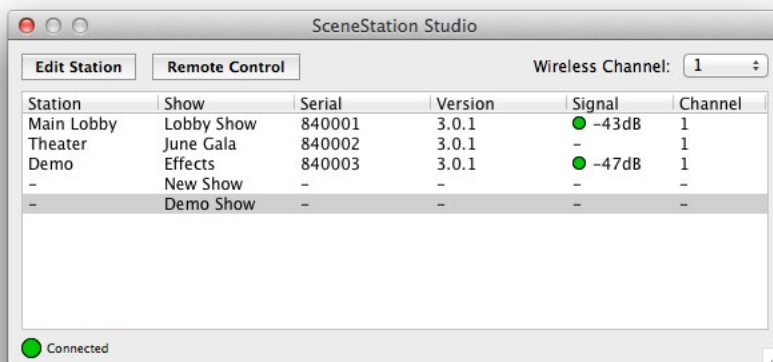 SceneStation Studio
Edit Station Remote Control Wireless Channel: 1
Station Show Serial Version Signal Channel
Main Lobby Lobby Show 840001 3.0.1 -43dB 1
Theater June Gala 840002 3.0.1 - 1
Demo Effects 840003 3.0.1 -47dB 1
- New Show - - - -
- Demo Show - - - -
Connected